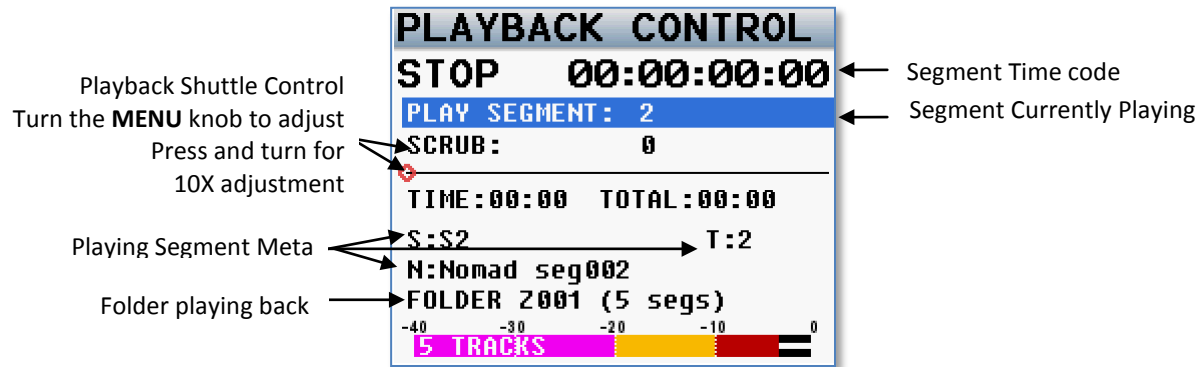 PLAYBACK CONTROL
STOP 00:00:00:00
Segment Time code
Playback Shuttle Control
Turn the MENU knob to adjust
Press and turn for
10X adjustment
PLAY SEGMENT: 2
Segment Currently Playing
SCRUB: 0
TIME:00:00 TOTAL:00:00
Playing Segment Meta
S:S2 T:2
N:Nomad seg002
Folder playing back
FOLDER Z001 (5 segs)
-40 -30 -20 -10 0
5 TRACKS